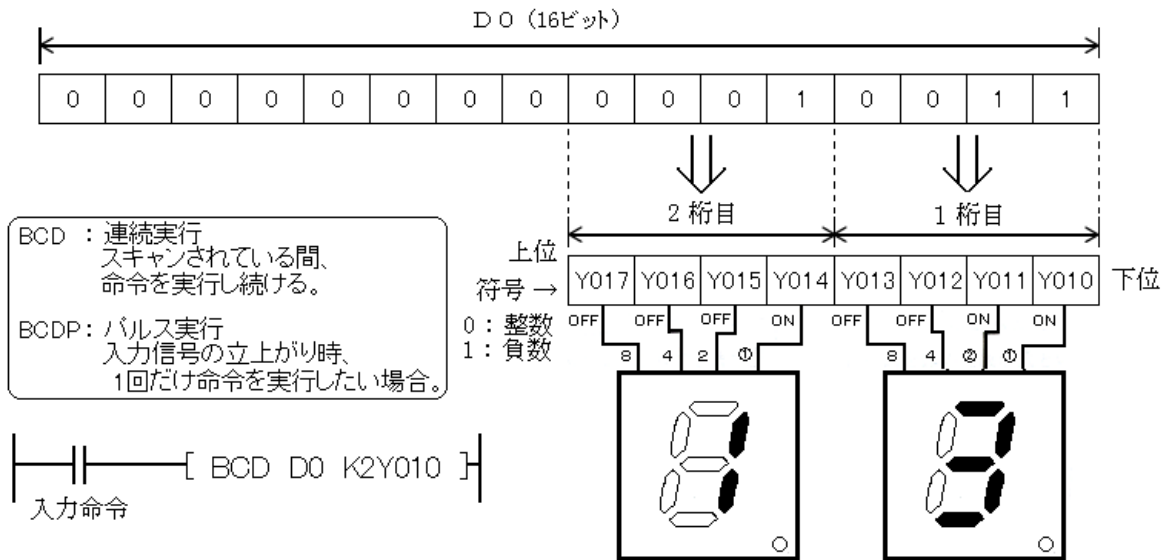 D 0 (16ビット)
0 0 0 0 0 0 0 0 0 0 0 1 0 0 1 1
2 桁目 1 桁目
BCD : 連続実行
スキャンされている間、
命令を実行し続ける。
BCDP: パルス実行
入力信号の立上がり時、
1回だけ命令を実行したい場合。
上位
符号 → Y017 Y016 Y015 Y014 Y013 Y012 Y011 Y010 下位
0 : 整数 OFF OFF OFF ON OFF OFF ON ON
1 : 負数
8 4 2 ① 8 4 ② ①
[ BCD D0 K2Y010 ]
入力命令